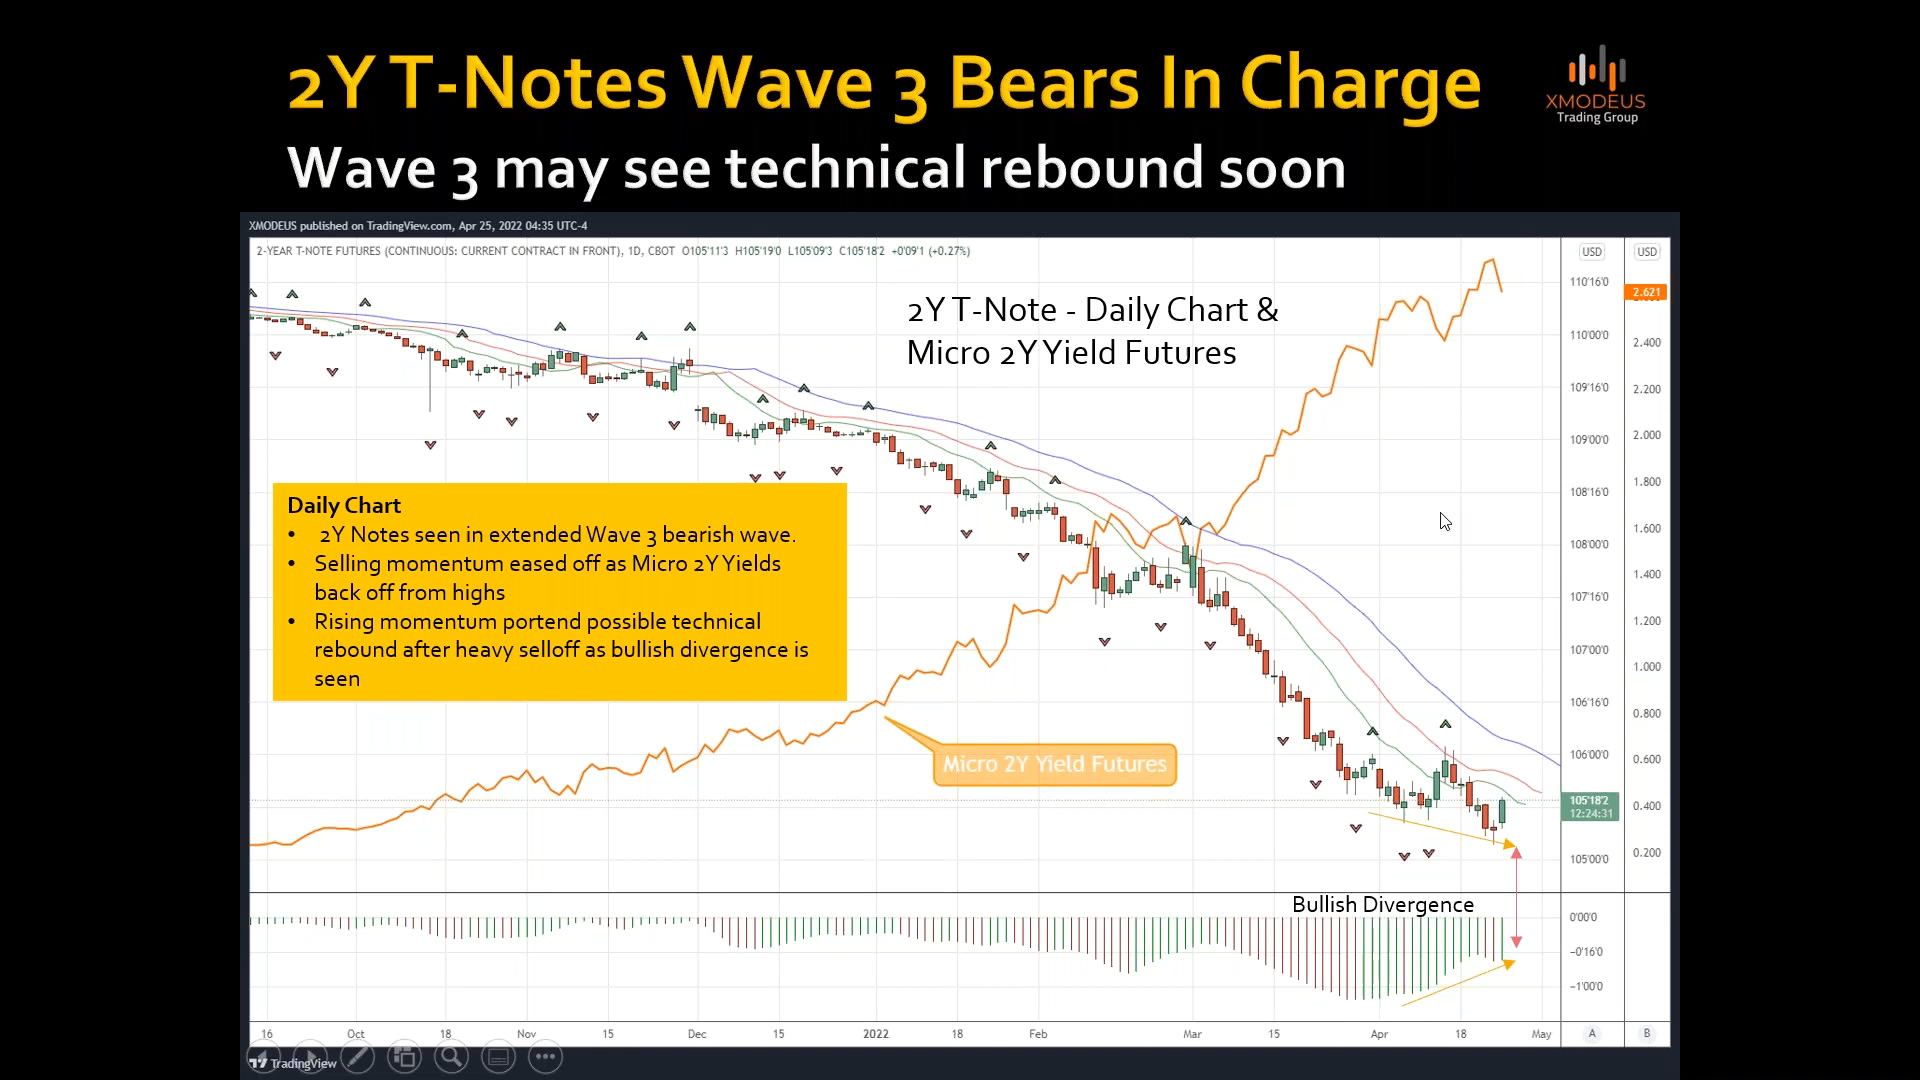 2Y T-Notes Wave 3 Bears In Charge
XMODEUS
Trading Group
Wave 3 may see technical rebound soon
XMODEUS published on TradingView.com, Apr 25, 2022 04:35 UTC-4
2-YEAR T-NOTE FUTURES (CONTINUOUS: CURRENT CONTRACT IN FRONT), 1D, CBOT O105'11'3 H105'19'0 L105'09'3 C105'18'2 +0'09'1 (+0.27%)
USD USD
2Y T-Note - Daily Chart &
Micro 2Y Yield Futures
110'16'0
110'00'0
109'16'0
109'00'0
108'16'0
108'00'0
107'16'0
107'00'0
106'16'0
106'00'0
105'18'2
12:24:31
105'00'0
2.621
2.400
2.200
2.000
1.800
1.600
1.400
1.200
1.000
0.800
0.600
0.400
0.200
Daily Chart
• 2Y Notes seen in extended Wave 3 bearish wave.
• Selling momentum eased off as Micro 2Y Yields
back off from highs
• Rising momentum portend possible technical
rebound after heavy selloff as bullish divergence is
seen
Micro 2Y Yield Futures
Bullish Divergence
0'00'0
-0'16'0
-1'00'0
16 Oct 18 Nov 15 Dec 15 2022 18 Feb Mar 15 Apr 18 May A B
TradingView